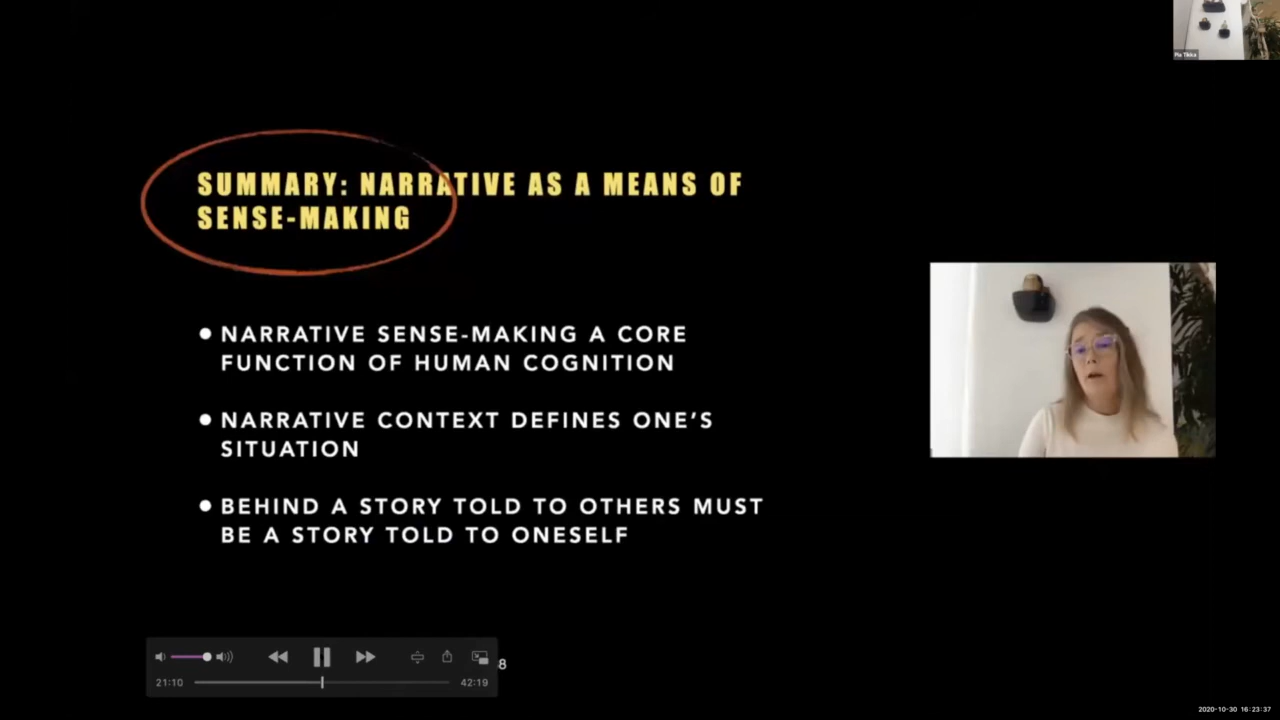 Pia Tikka
SUMMARY: NARRATIVE AS A MEANS OF
SENSE-MAKING
NARRATIVE SENSE-MAKING A CORE
FUNCTION OF HUMAN COGNITION
NARRATIVE CONTEXT DEFINES ONE'S
SITUATION
BEHIND A STORY TOLD TO OTHERS MUST
BE A STORY TOLD TO ONESELF
8
21:10
42:19
2020-10-30 16:23:37